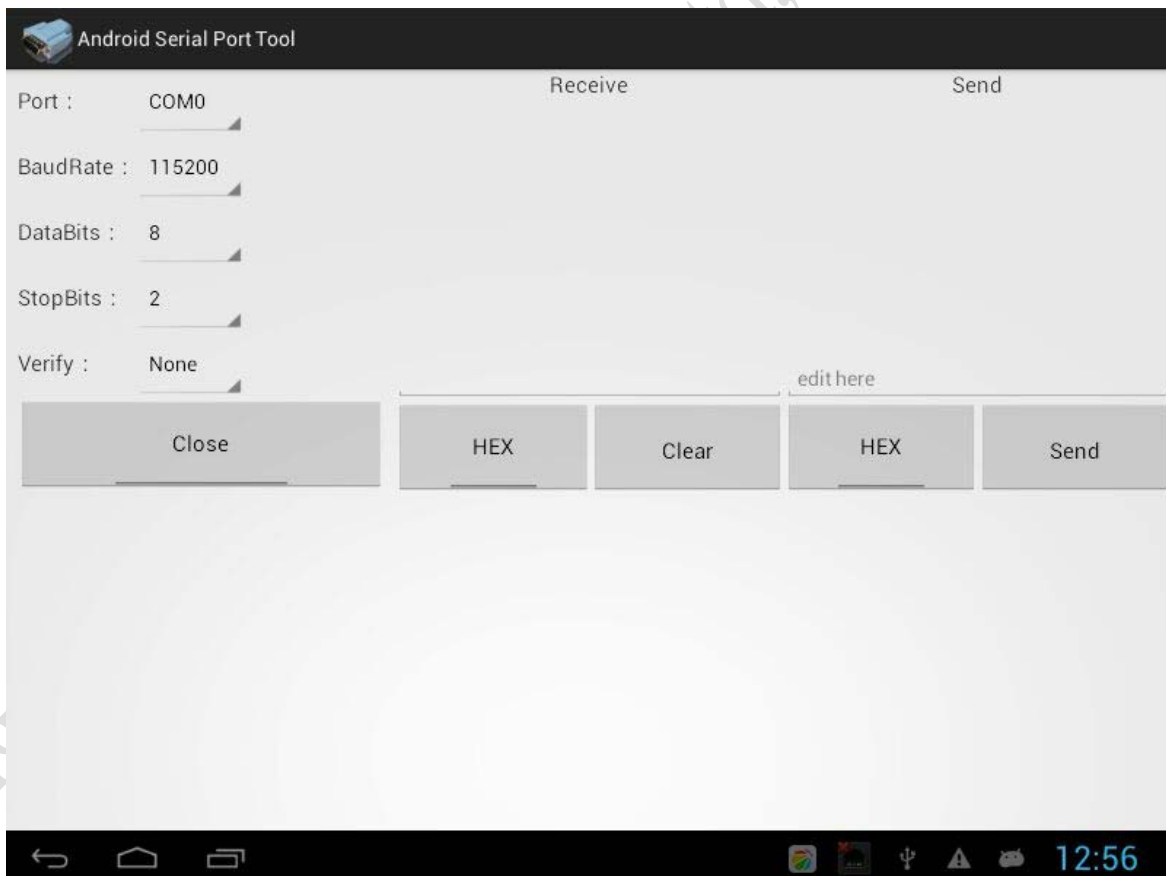 Android Serial Port Tool
Port : COM0
BaudRate : 115200
DataBits : 8
StopBits : 2
Verify : None
Close
Receive
HEX
Clear
Send
edit here
HEX
Send
12:56